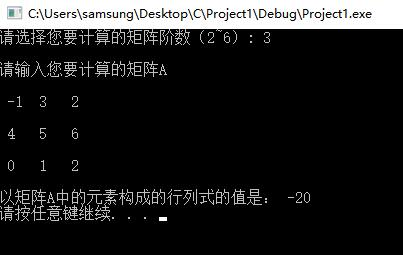 C:\Users\samsung\Desktop\C\Project1\Debug\Project1.exe
请选择您要计算的矩阵阶数（2~6）: 3
请输入您要计算的矩阵A
-1 3 2
4 5 6
0 1 2
以矩阵A中的元素构成的行列式的值是： -20
请按任意键继续. . .